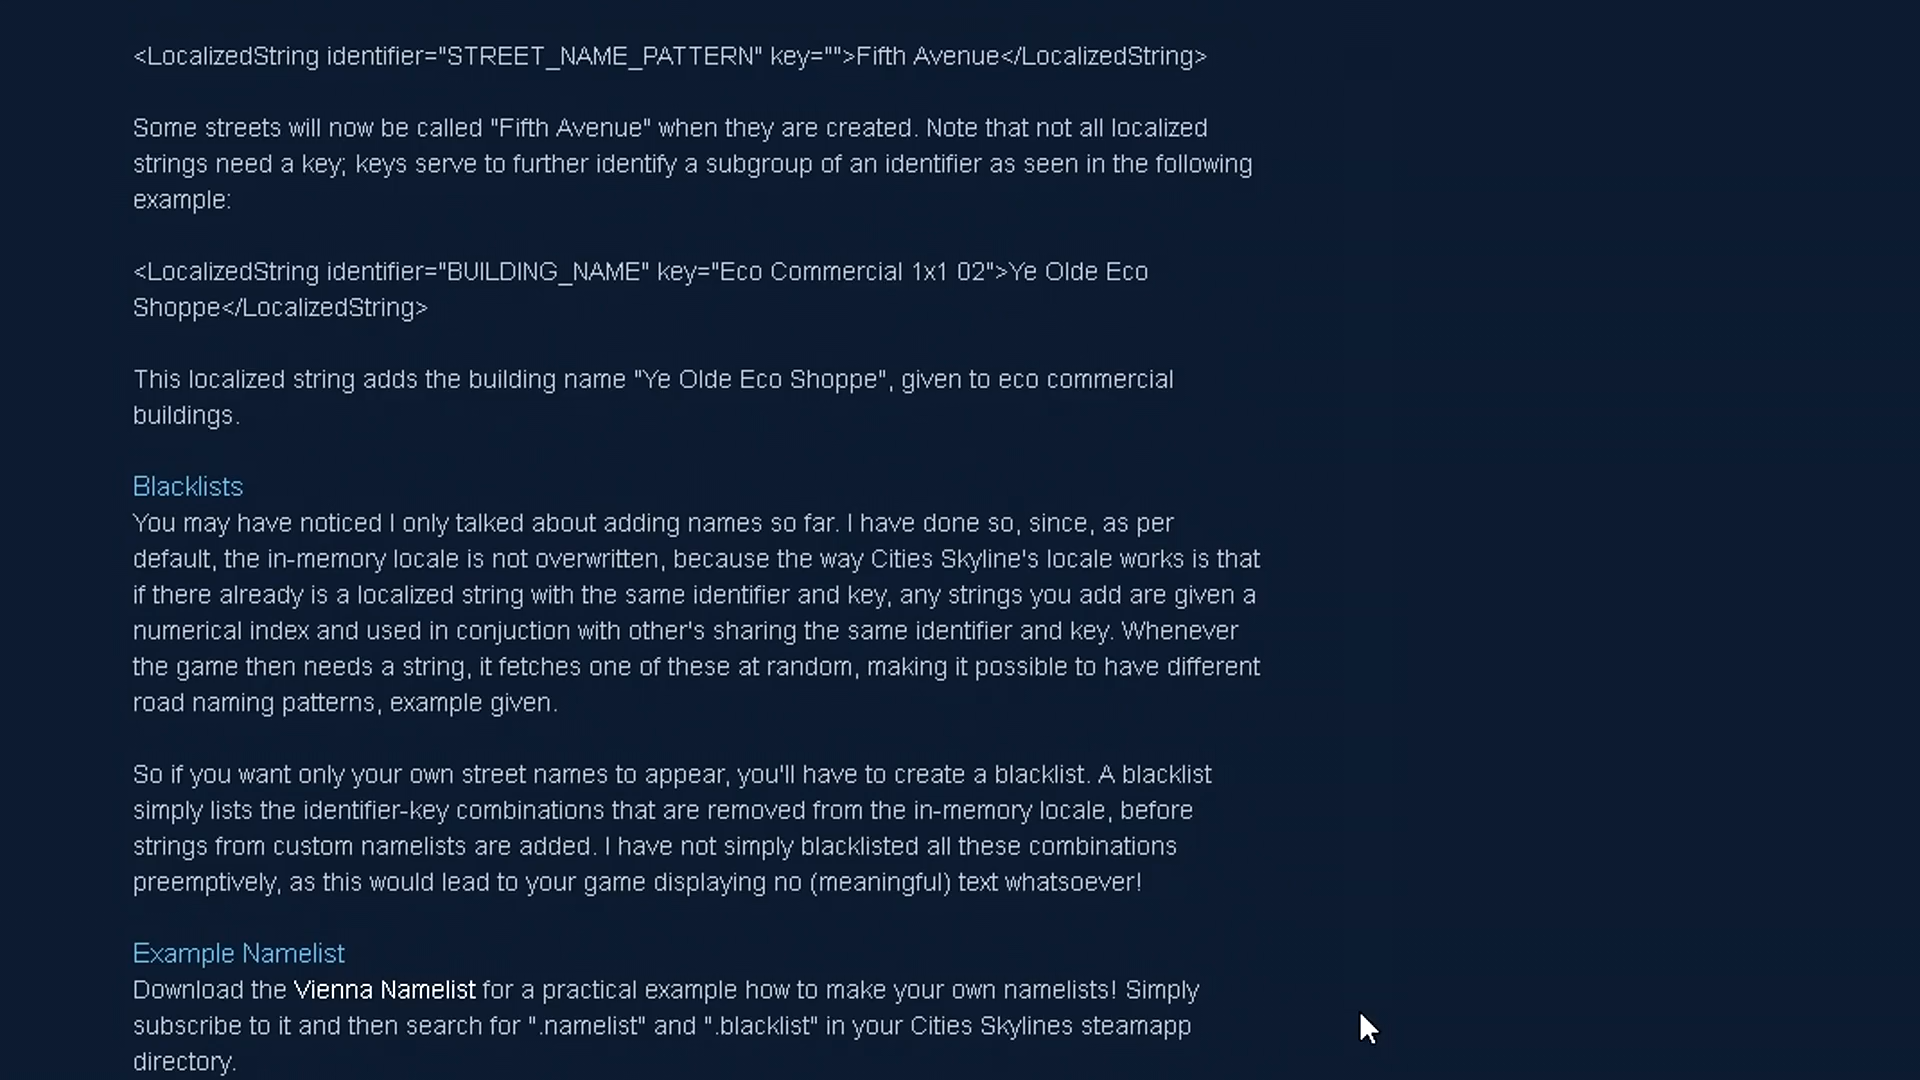 <LocalizedString identifier="STREET_NAME_PATTERN" key="">Fifth Avenue</LocalizedString>
Some streets will now be called "Fifth Avenue" when they are created. Note that not all localized
strings need a key; keys serve to further identify a subgroup of an identifier as seen in the following
example:
<LocalizedString identifier="BUILDING_NAME" key="Eco Commercial 1x1 02">Ye Olde Eco
Shoppe</LocalizedString>
This localized string adds the building name "Ye Olde Eco Shoppe", given to eco commercial
buildings.
Blacklists
You may have noticed I only talked about adding names so far. I have done so, since, as per
default, the in-memory locale is not overwritten, because the way Cities Skyline's locale works is that
if there already is a localized string with the same identifier and key, any strings you add are given a
numerical index and used in conjuction with other's sharing the same identifier and key. Whenever
the game then needs a string, it fetches one of these at random, making it possible to have different
road naming patterns, example given.
So if you want only your own street names to appear, you'll have to create a blacklist. A blacklist
simply lists the identifier-key combinations that are removed from the in-memory locale, before
strings from custom namelists are added. I have not simply blacklisted all these combinations
preemptively, as this would lead to your game displaying no (meaningful) text whatsoever!
Example Namelist
Download the Vienna Namelist for a practical example how to make your own namelists! Simply
subscribe to it and then search for ".namelist" and ".blacklist" in your Cities Skylines steamapp
directory.